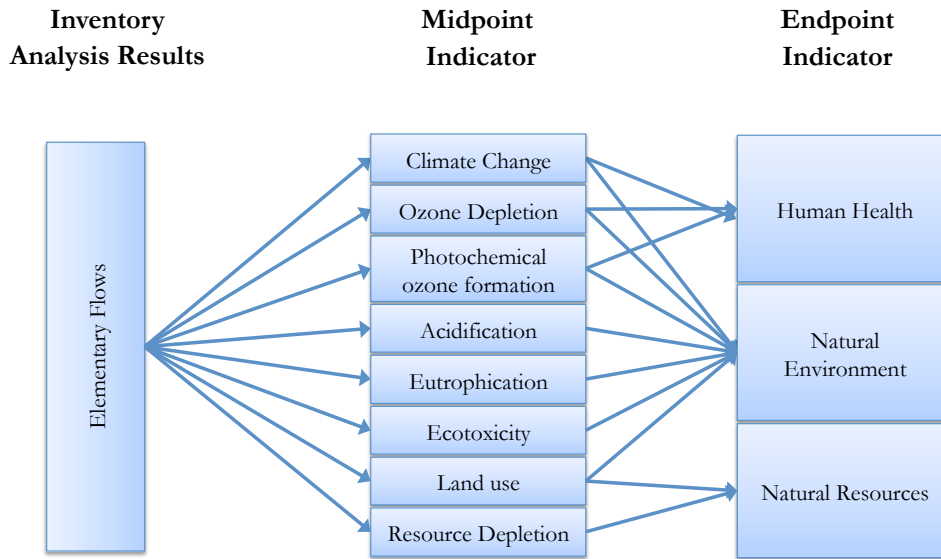 Inventory
Analysis Results
Midpoint
Indicator
Endpoint
Indicator
Elementary Flows
Climate Change
Ozone Depletion
Photochemical
ozone formation
Acidification
Eutrophication
Ecotoxicity
Land use
Resource Depletion
Human Health
Natural
Environment
Natural Resources